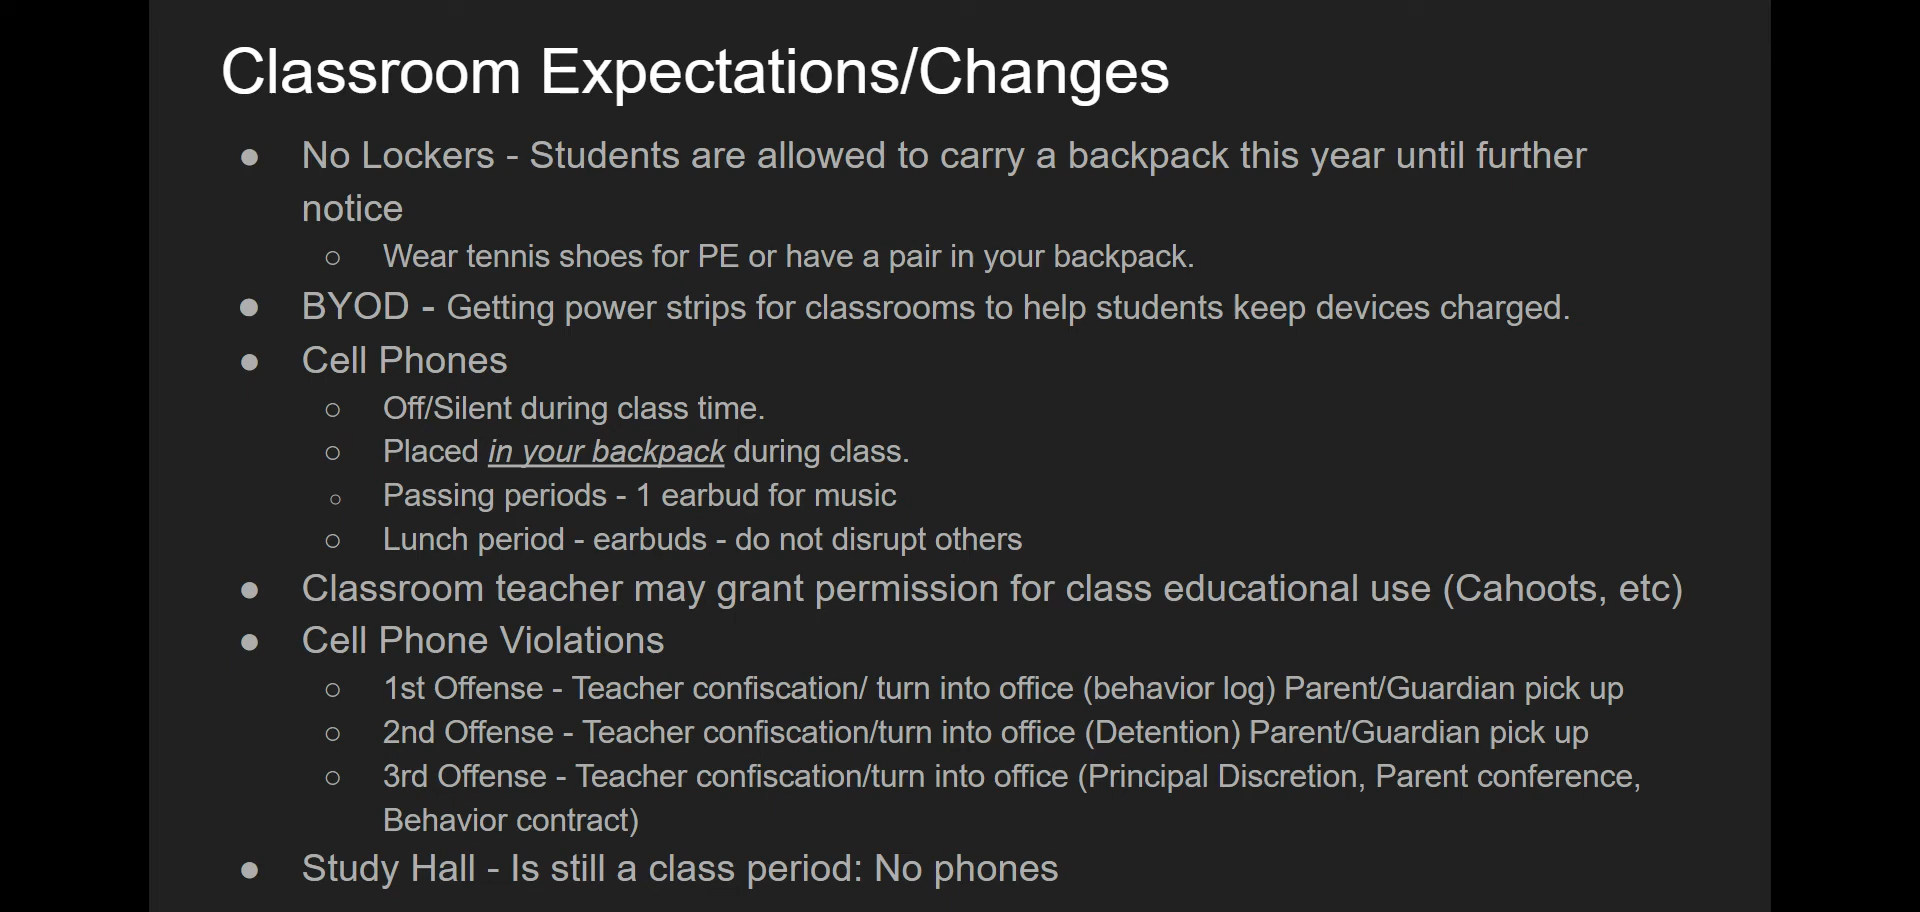 Classroom Expectations/Changes
● No Lockers - Students are allowed to carry a backpack this year until further
notice
○ Wear tennis shoes for PE or have a pair in your backpack.
● BYOD - Getting power strips for classrooms to help students keep devices charged.
● Cell Phones
○ Off/Silent during class time.
○ Placed in your backpack during class.
○ Passing periods - 1 earbud for music
○ Lunch period - earbuds - do not disrupt others
● Classroom teacher may grant permission for class educational use (Cahoots, etc)
● Cell Phone Violations
○ 1st Offense - Teacher confiscation/ turn into office (behavior log) Parent/Guardian pick up
○ 2nd Offense - Teacher confiscation/turn into office (Detention) Parent/Guardian pick up
○ 3rd Offense - Teacher confiscation/turn into office (Principal Discretion, Parent conference,
Behavior contract)
● Study Hall - Is still a class period: No phones